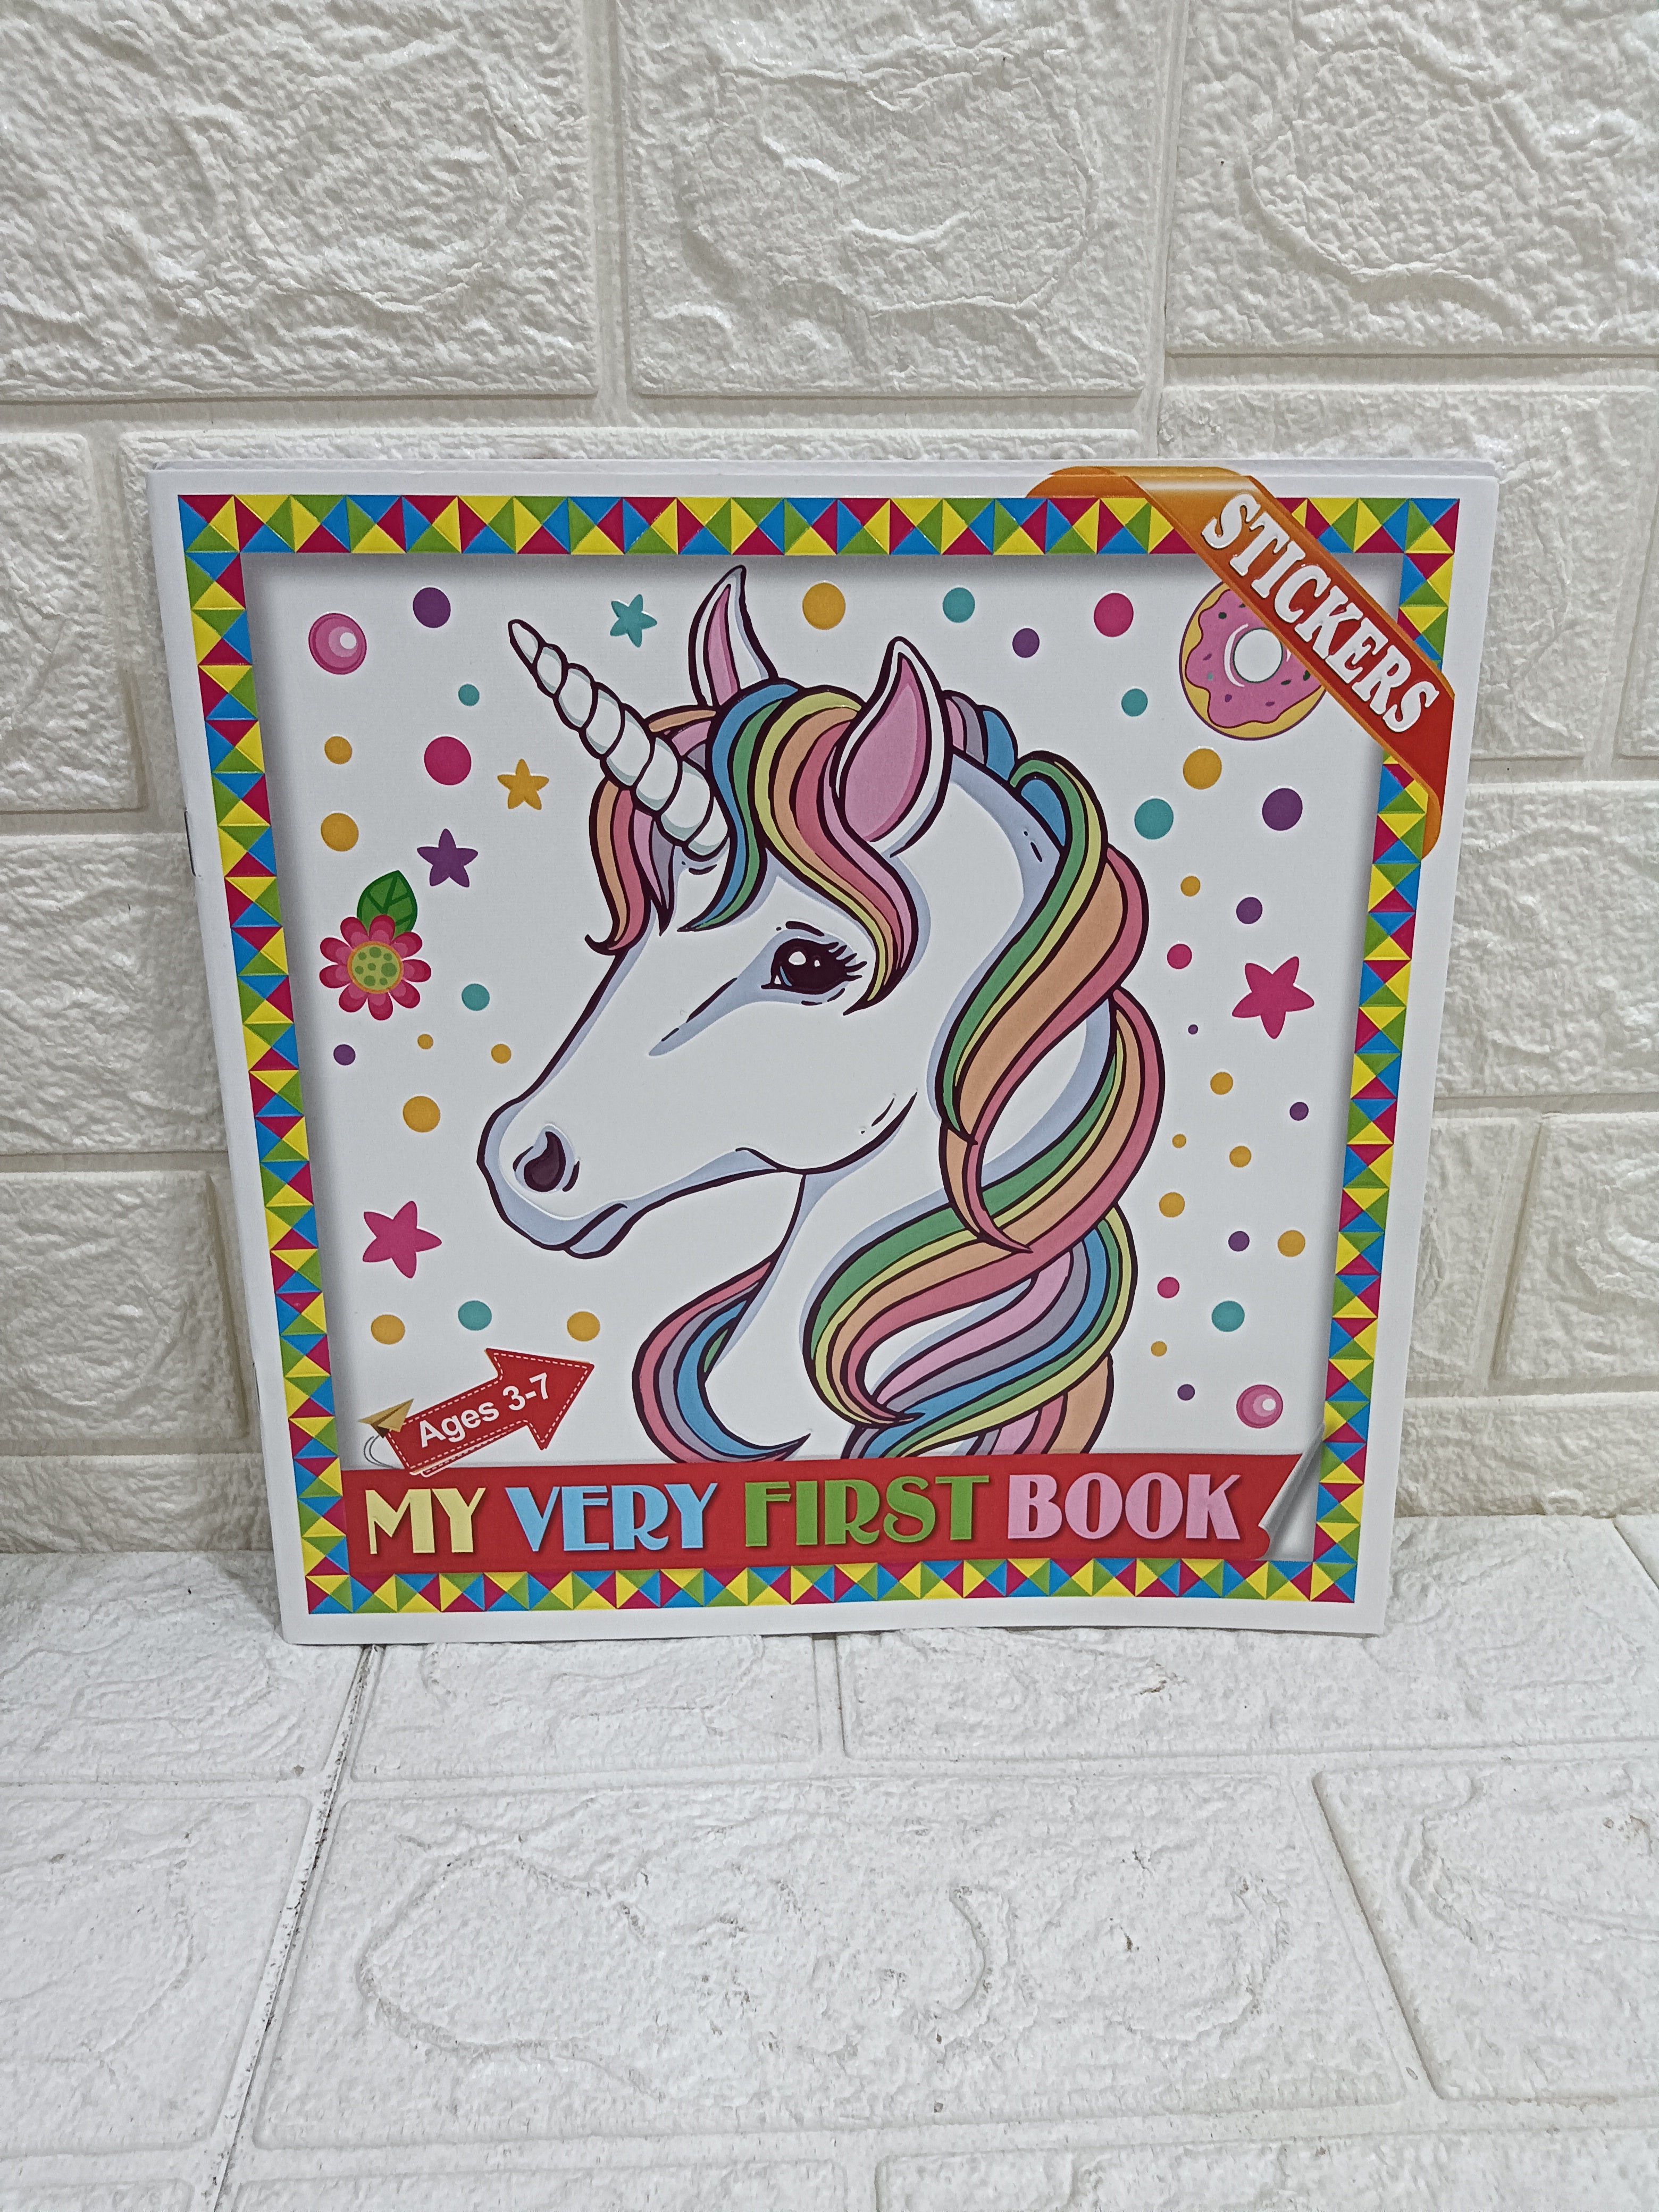 STICKERS
Ages 3-7
MY VERY FIRST BOOK